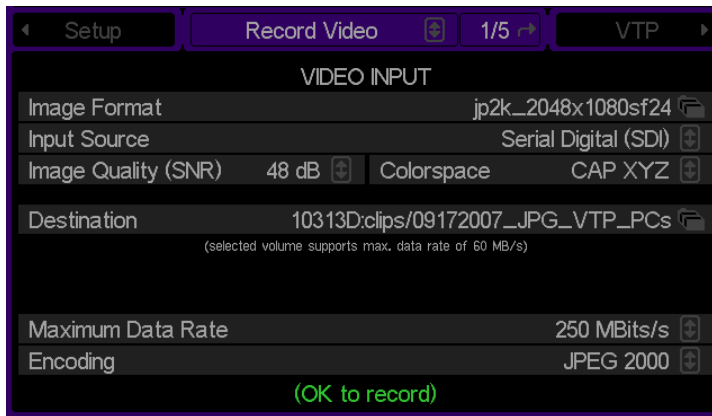 Setup Record Video 1/5 VTP
VIDEO INPUT
Image Format jp2k_2048x1080sf24
Input Source Serial Digital (SDI)
Image Quality (SNR) 48 dB Colorspace CAP XYZ
Destination 10313D:clips/09172007_JPG_VTP_PCs
(selected volume supports max. data rate of 60 MB/s)
Maximum Data Rate 250 MBits/s
Encoding JPEG 2000
(OK to record)